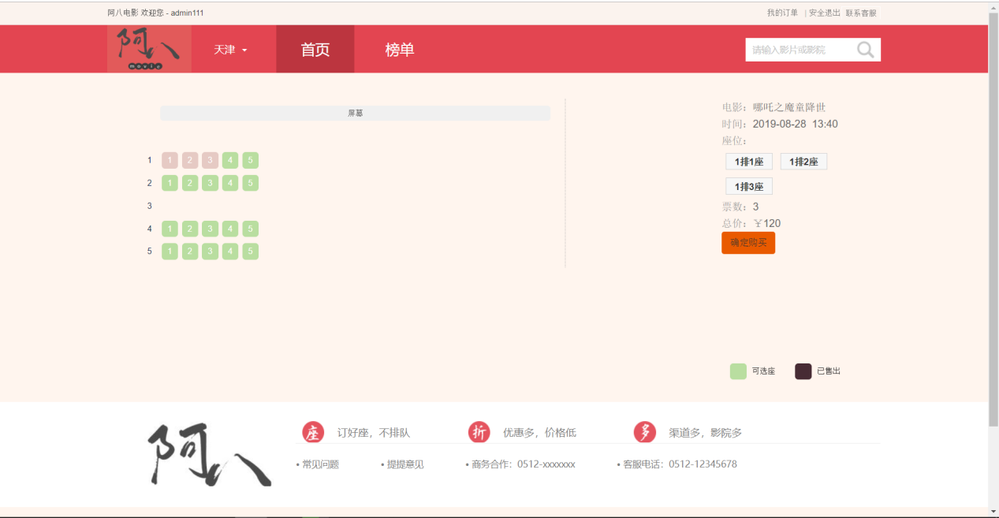 阿八电影 欢迎您 - admin111
我的订单 | 安全退出 联系客服
阿八
movie
天津
首页
榜单
请输入影片或影院
屏幕
1 1 2 3 4 5
2 1 2 3 4 5
3
4 1 2 3 4 5
5 1 2 3 4 5
电影：哪吒之魔童降世
时间：2019-08-28 13:40
座位：
1排1座 1排2座
1排3座
票数：3
总价：￥120
确定购买
可选座 已售出
阿八
座 订好座，不排队
折 优惠多，价格低
多 渠道多，影院多
• 常见问题 • 提提意见 • 商务合作：0512-xxxxxxx • 客服电话：0512-12345678